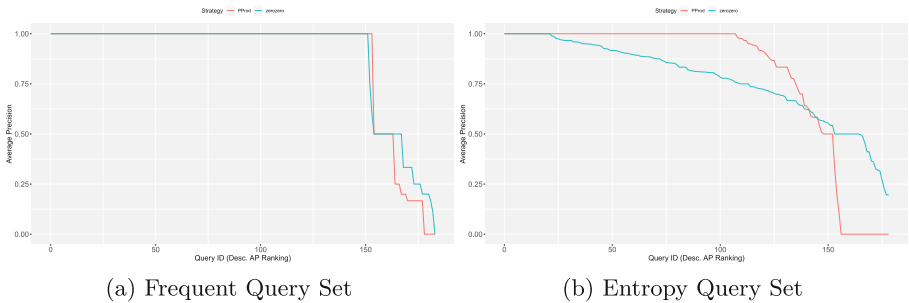 Strategy PProd zerozero
1.00
0.75
0.50
0.25
0.00
Average Precision
0 50 100 150
Query ID (Desc. AP Ranking)
(a) Frequent Query Set
Strategy PProd zerozero
1.00
0.75
0.50
0.25
0.00
Average Precision
0 50 100 150
Query ID (Desc. AP Ranking)
(b) Entropy Query Set